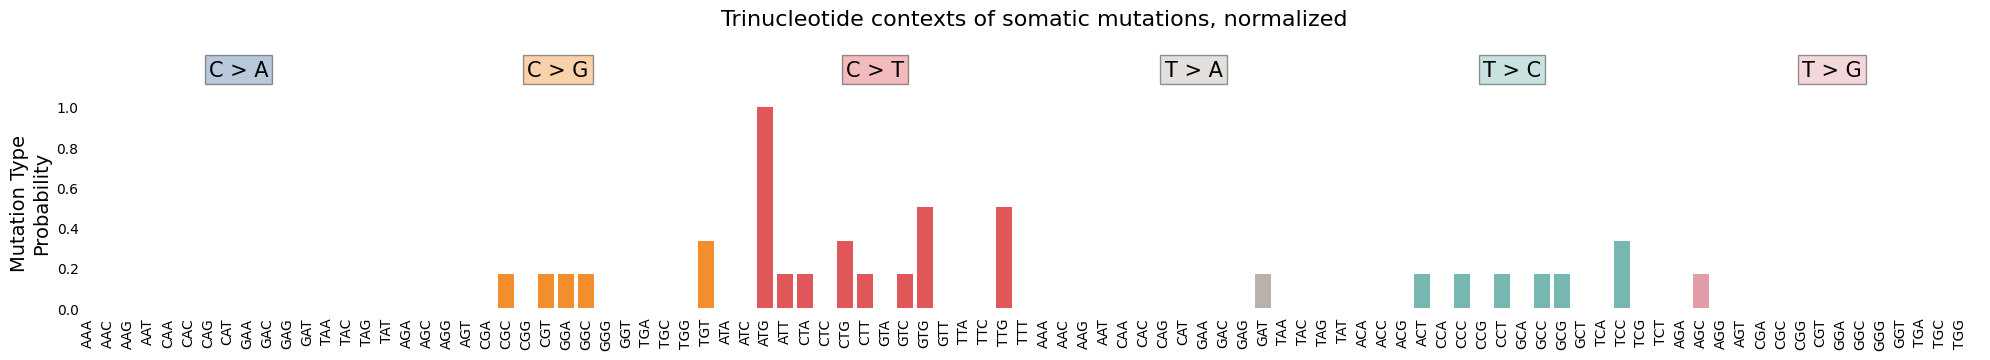 Trinucleotide contexts of somatic mutations, normalized
C > A
C > G
C > T
T > A
T > C
T > G
Mutation Type
Probability
1.0
0.8
0.6
0.4
0.2
0.0
AAA
AAC
AAG
AAT
CAA
CAC
CAG
CAT
GAA
GAC
GAG
GAT
TAA
TAC
TAG
TAT
AGA
AGC
AGG
AGT
CGA
CGC
CGG
CGT
GGA
GGC
GGG
GGT
TGA
TGC
TGG
TGT
ATA
ATC
ATG
ATT
CTA
CTC
CTG
CTT
GTA
GTC
GTG
GTT
TTA
TTC
TTG
TTT
AAA
AAC
AAG
AAT
CAA
CAC
CAG
CAT
GAA
GAC
GAG
GAT
TAA
TAC
TAG
TAT
ACA
ACC
ACG
ACT
CCA
CCC
CCG
CCT
GCA
GCC
GCG
GCT
TCA
TCC
TCG
TCT
AGA
AGC
AGG
AGT
CGA
CGC
CGG
CGT
GGA
GGC
GGG
GGT
TGA
TGC
TGG